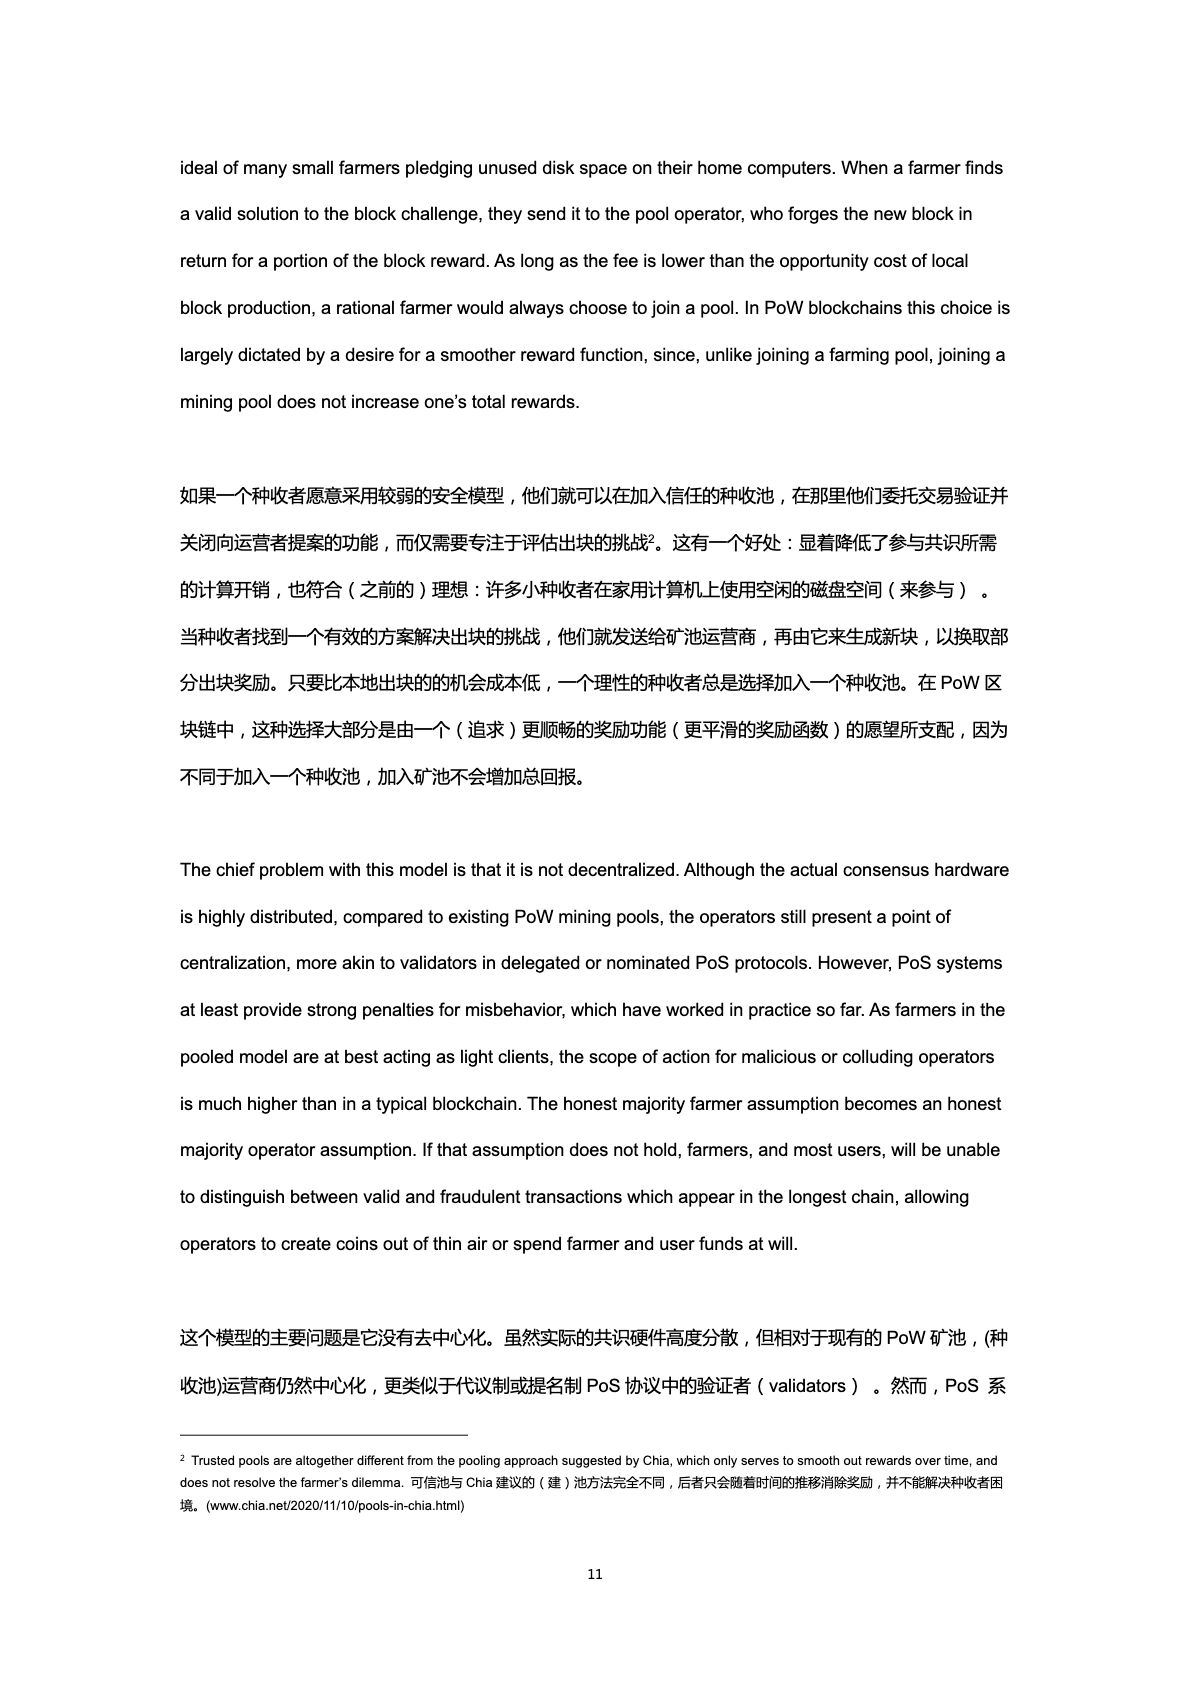 ideal of many small farmers pledging unused disk space on their home computers. When a farmer finds
a valid solution to the block challenge, they send it to the pool operator, who forges the new block in
return for a portion of the block reward. As long as the fee is lower than the opportunity cost of local
block production, a rational farmer would always choose to join a pool. In PoW blockchains this choice is
largely dictated by a desire for a smoother reward function, since, unlike joining a farming pool, joining a
mining pool does not increase one’s total rewards.
如果一个种收者愿意采用较弱的安全模型，他们就可以在加入信任的种收池，在那里他们委托交易验证并
关闭向运营者提案的功能，而仅需要专注于评估出块的挑战²。这有一个好处：显着降低了参与共识所需
的计算开销，也符合（之前的）理想：许多小种收者在家用计算机上使用空闲的磁盘空间（来参与） 。
当种收者找到一个有效的方案解决出块的挑战，他们就发送给矿池运营商，再由它来生成新块，以换取部
分出块奖励。只要比本地出块的的机会成本低，一个理性的种收者总是选择加入一个种收池。在 PoW 区
块链中，这种选择大部分是由一个（追求）更顺畅的奖励功能（更平滑的奖励函数）的愿望所支配，因为
不同于加入一个种收池，加入矿池不会增加总回报。
The chief problem with this model is that it is not decentralized. Although the actual consensus hardware
is highly distributed, compared to existing PoW mining pools, the operators still present a point of
centralization, more akin to validators in delegated or nominated PoS protocols. However, PoS systems
at least provide strong penalties for misbehavior, which have worked in practice so far. As farmers in the
pooled model are at best acting as light clients, the scope of action for malicious or colluding operators
is much higher than in a typical blockchain. The honest majority farmer assumption becomes an honest
majority operator assumption. If that assumption does not hold, farmers, and most users, will be unable
to distinguish between valid and fraudulent transactions which appear in the longest chain, allowing
operators to create coins out of thin air or spend farmer and user funds at will.
这个模型的主要问题是它没有去中心化。虽然实际的共识硬件高度分散，但相对于现有的 PoW 矿池，(种
收池)运营商仍然中心化，更类似于代议制或提名制 PoS 协议中的验证者（validators） 。然而，PoS 系
² Trusted pools are altogether different from the pooling approach suggested by Chia, which only serves to smooth out rewards over time, and
does not resolve the farmer’s dilemma. 可信池与 Chia 建议的（建）池方法完全不同，后者只会随着时间的推移消除奖励，并不能解决种收者困
境。(www.chia.net/2020/11/10/pools-in-chia.html)
11